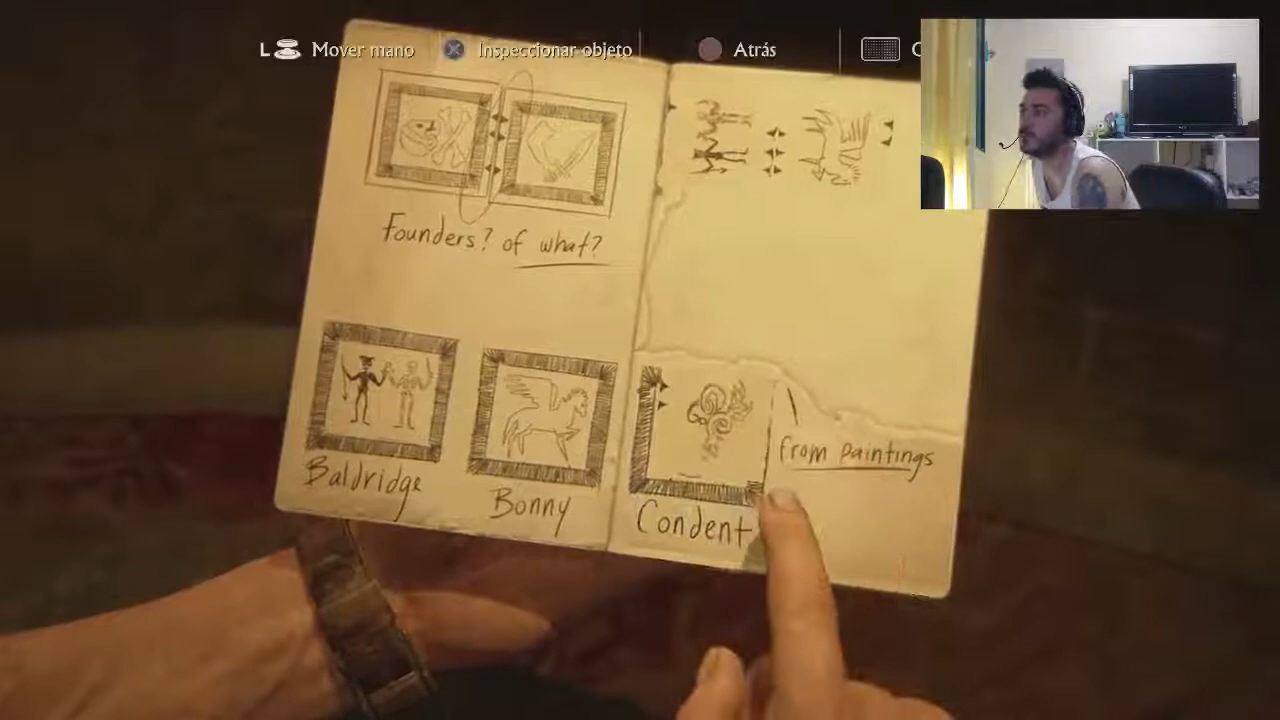 L Mover mano Inspeccionar objeto Atrás
Founders? of what?
from paintings
Baldridge Bonny Condent